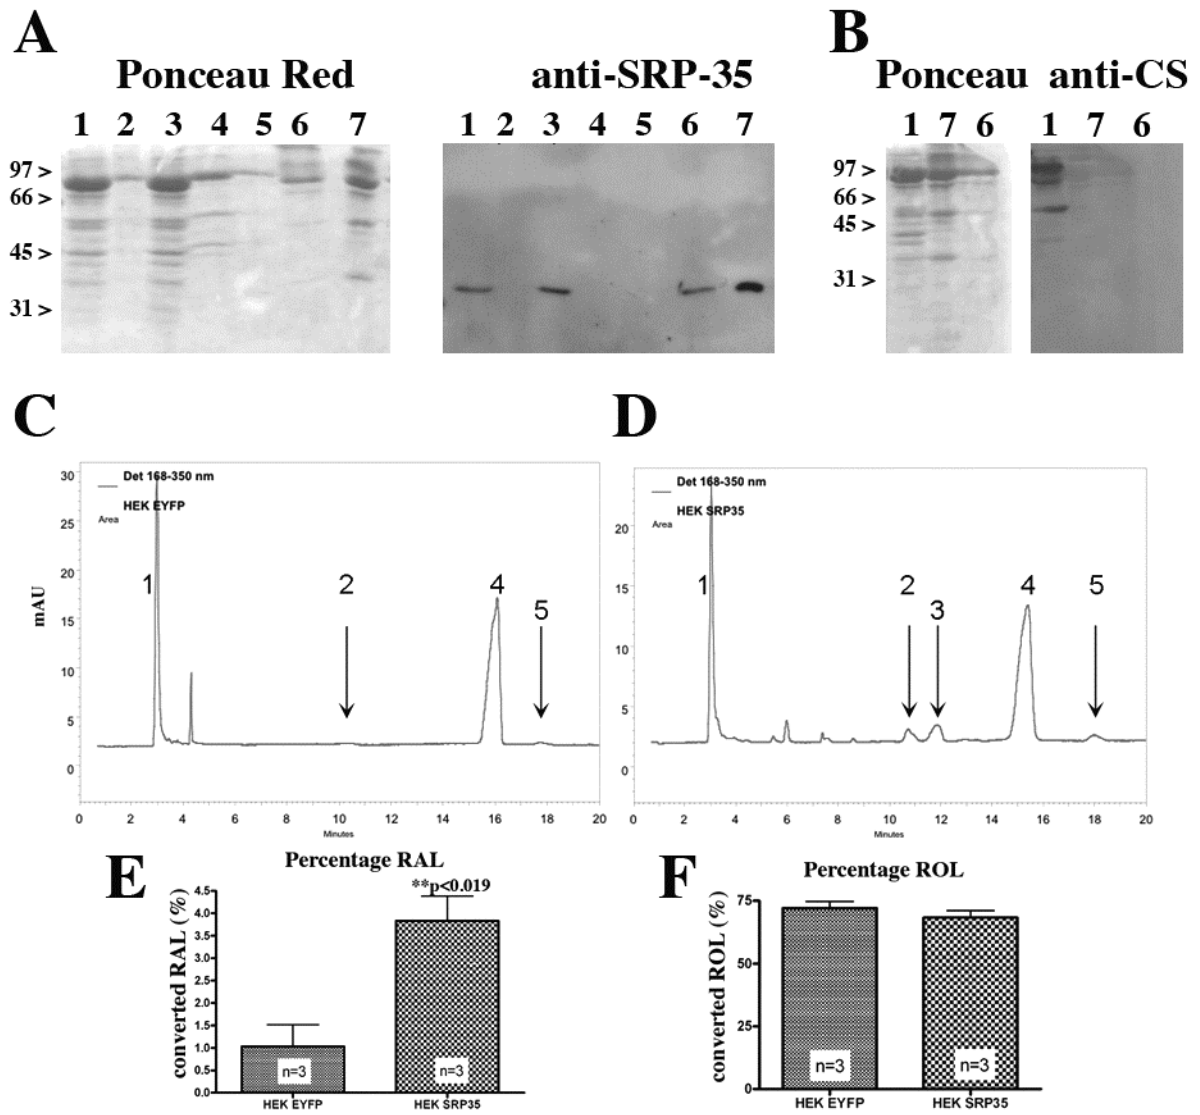 A
B
Ponceau Red
anti-SRP-35
Ponceau anti-CS
1 2 3 4 5 6 7
1 2 3 4 5 6 7
1 7 6
1 7 6
97 >
66 >
45 >
31 >
97 >
66 >
45 >
31 >
C
D
30
25
20
15
10
5
0
mAU
Det 168-350 nm
HEK EYFP
Area
1
2
4
5
0 2 4 6 8 10 12 14 16 18 20
Minutes
20
15
10
5
0
Det 168-350 nm
HEK SRP35
Area
1
2
3
4
5
0 2 4 6 8 10 12 14 16 18 20
Minutes
E
Percentage RAL
**p<0.019
converted RAL (%)
4.5
4.0
3.5
3.0
2.5
2.0
1.5
1.0
0.5
0.0
n=3
n=3
HEK EYFP
HEK SRP35
F
Percentage ROL
converted ROL (%)
75
50
25
0
n=3
n=3
HEK EYFP
HEK SRP35